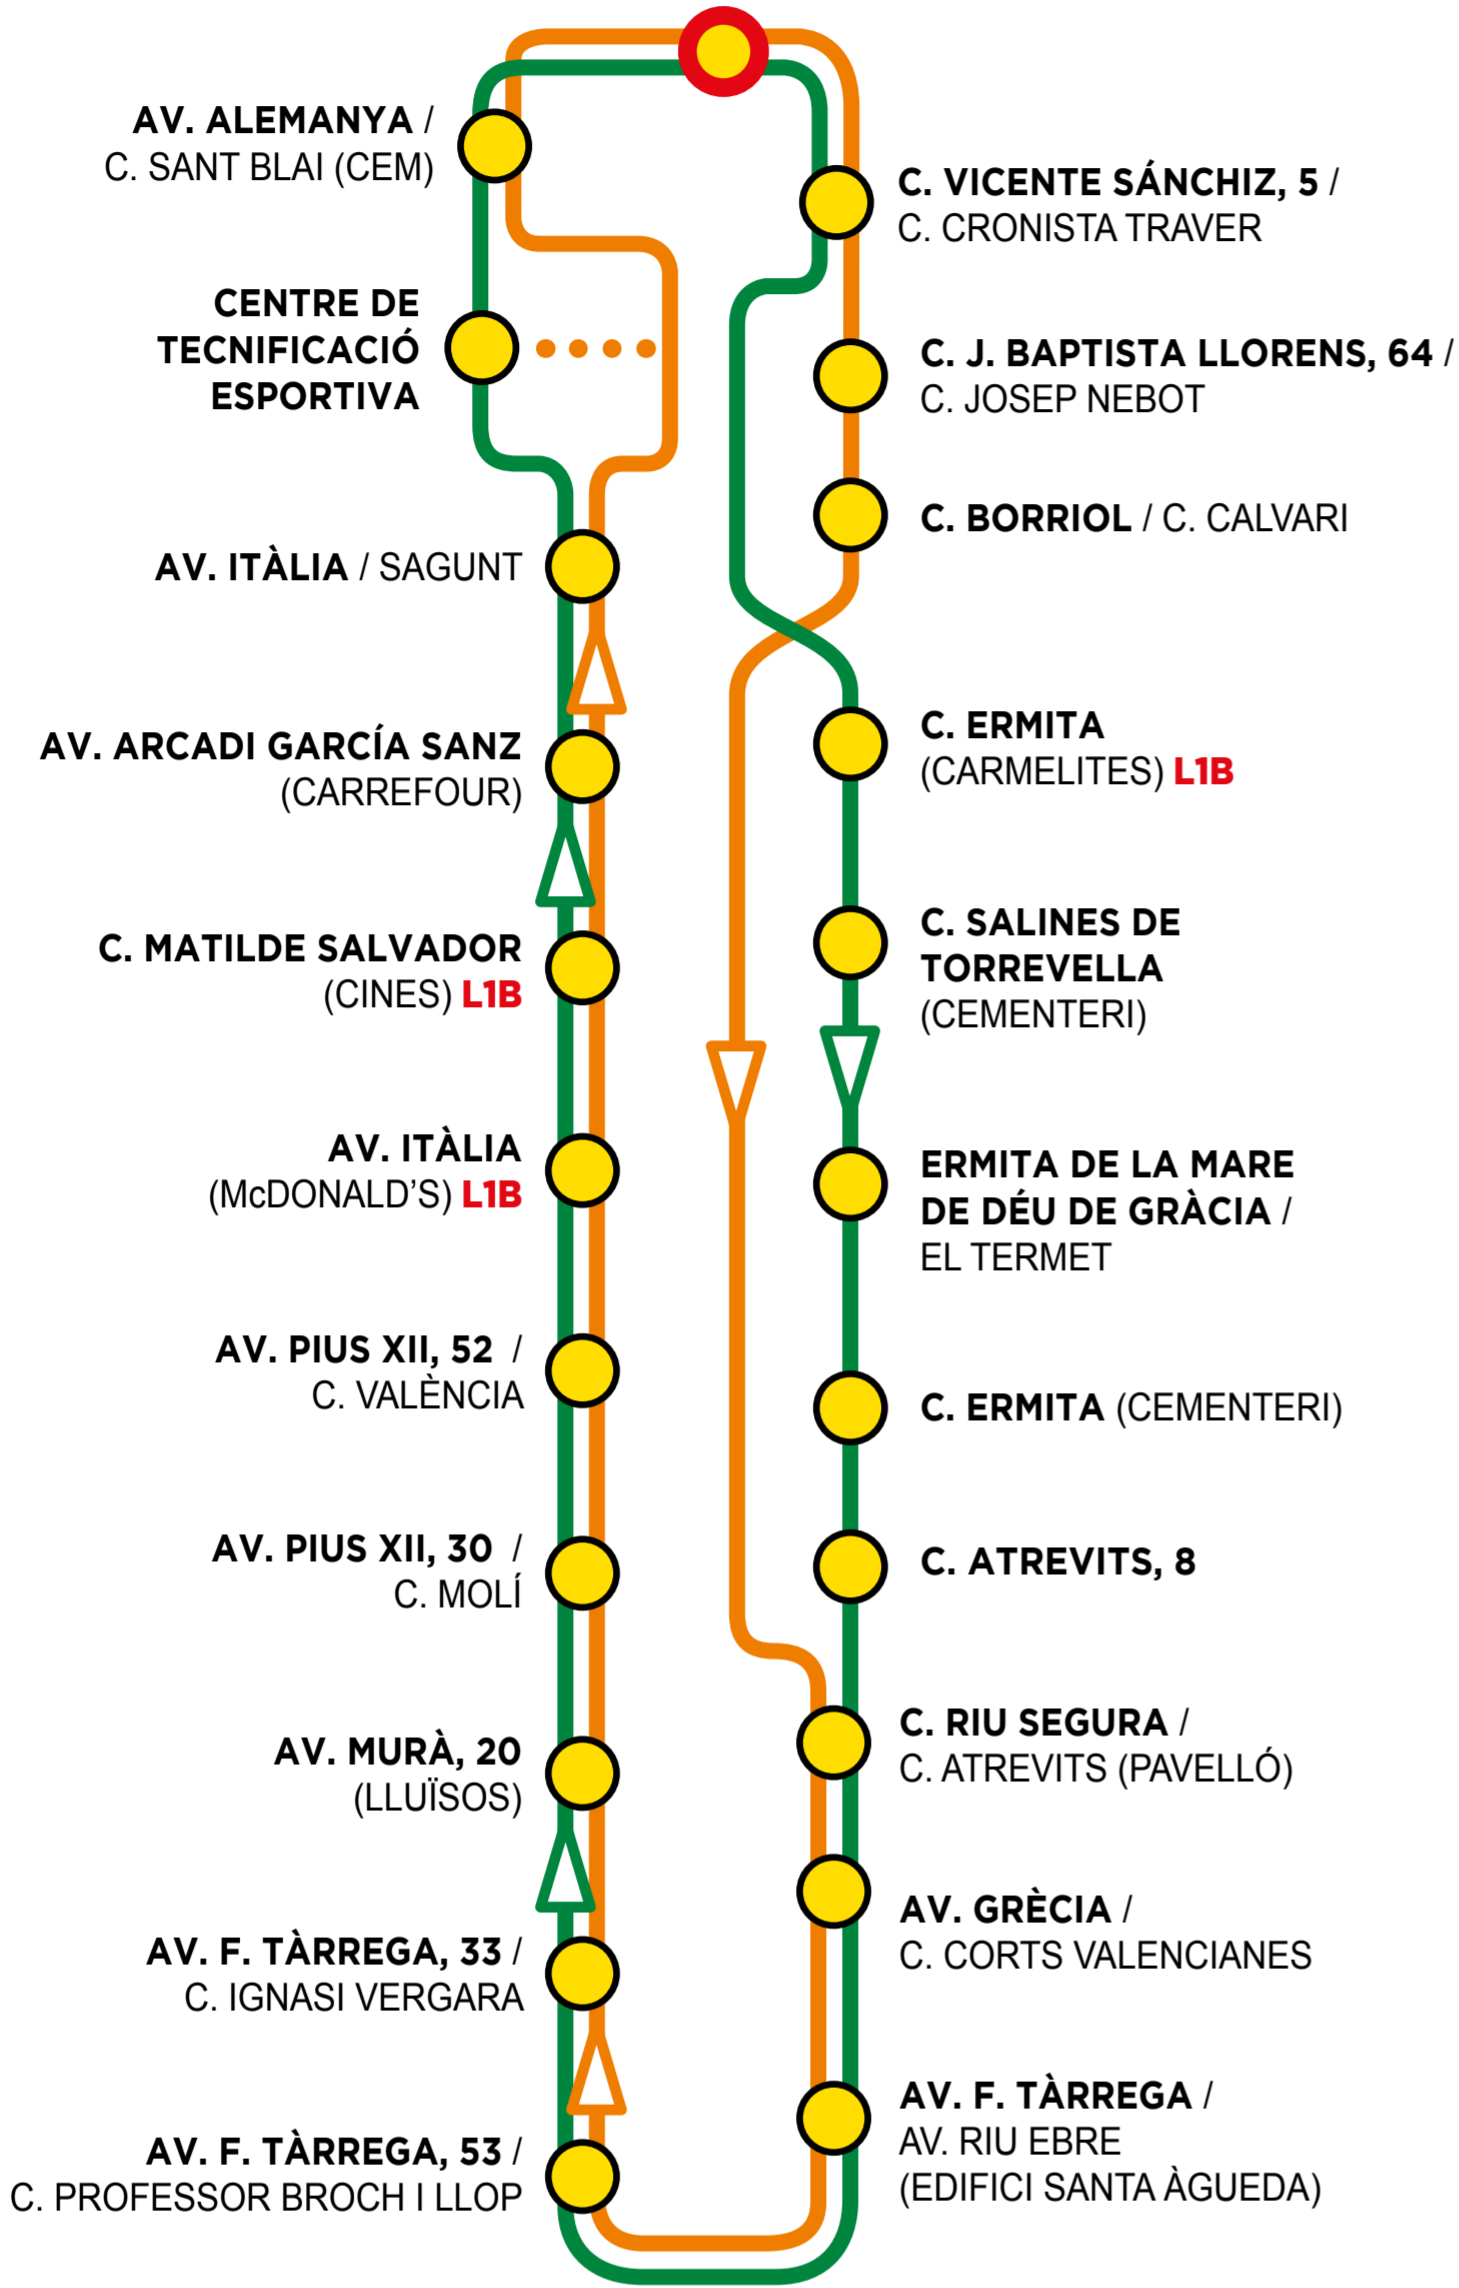 AV. ALEMANYA /
C. SANT BLAI (CEM)
CENTRE DE
TECNIFICACIÓ
ESPORTIVA
AV. ITÀLIA / SAGUNT
AV. ARCADI GARCÍA SANZ
(CARREFOUR)
C. MATILDE SALVADOR
(CINES) L1B
AV. ITÀLIA
(McDONALD'S) L1B
AV. PIUS XII, 52 /
C. VALÈNCIA
AV. PIUS XII, 30 /
C. MOLÍ
AV. MURÀ, 20
(LLUÏSOS)
AV. F. TÀRREGA, 33 /
C. IGNASI VERGARA
AV. F. TÀRREGA, 53 /
C. PROFESSOR BROCH I LLOP
C. VICENTE SÁNCHIZ, 5 /
C. CRONISTA TRAVER
C. J. BAPTISTA LLORENS, 64 /
C. JOSEP NEBOT
C. BORRIOL / C. CALVARI
C. ERMITA
(CARMELITES) L1B
C. SALINES DE
TORREVELLA
(CEMENTERI)
ERMITA DE LA MARE
DE DÉU DE GRÀCIA /
EL TERMET
C. ERMITA (CEMENTERI)
C. ATREVITS, 8
C. RIU SEGURA /
C. ATREVITS (PAVELLÓ)
AV. GRÈCIA /
C. CORTS VALENCIANES
AV. F. TÀRREGA /
AV. RIU EBRE
(EDIFICI SANTA ÀGUEDA)